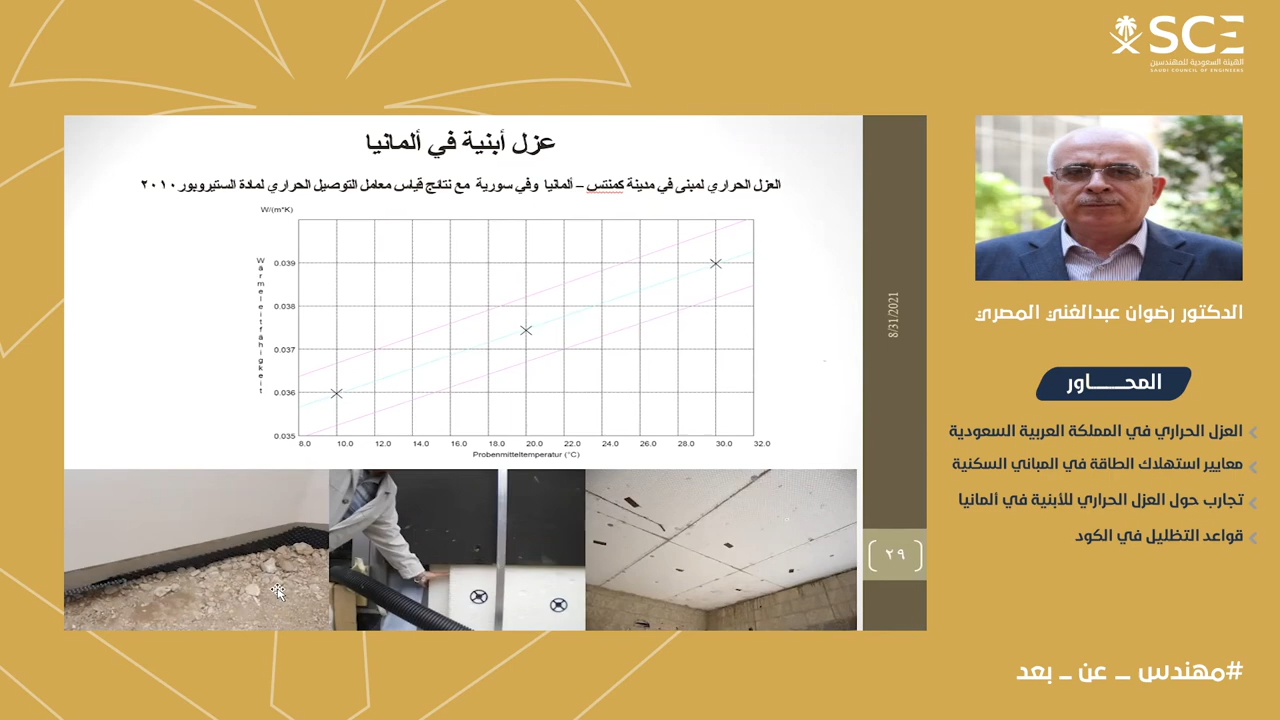 SCE
الهيئة السعودية للمهندسين
SAUDI COUNCIL OF ENGINEERS
عزل أبنية في ألمانيا
العزل الحراري لمبنى في مدينة كمنتس – ألمانيا وفي سورية مع نتائج قياس معامل التوصيل الحراري لمادة الستيروبور ٢٠١٠
W/(m*K)
Wärmeleitfähigkeit
0.039
0.038
0.037
0.036
0.035
8.0 10.0 12.0 14.0 16.0 18.0 20.0 22.0 24.0 26.0 28.0 30.0 32.0
Probenmitteltemperatur (°C)
8/31/2021
٢٩
الدكتور رضوان عبدالغني المصري
المحـــــاور
العزل الحراري في المملكة العربية السعودية
معايير استهلاك الطاقة في المباني السكنية
تجارب حول العزل الحراري للأبنية في ألمانيا
قواعد التظليل في الكود
#مهندس _ عن _ بعد